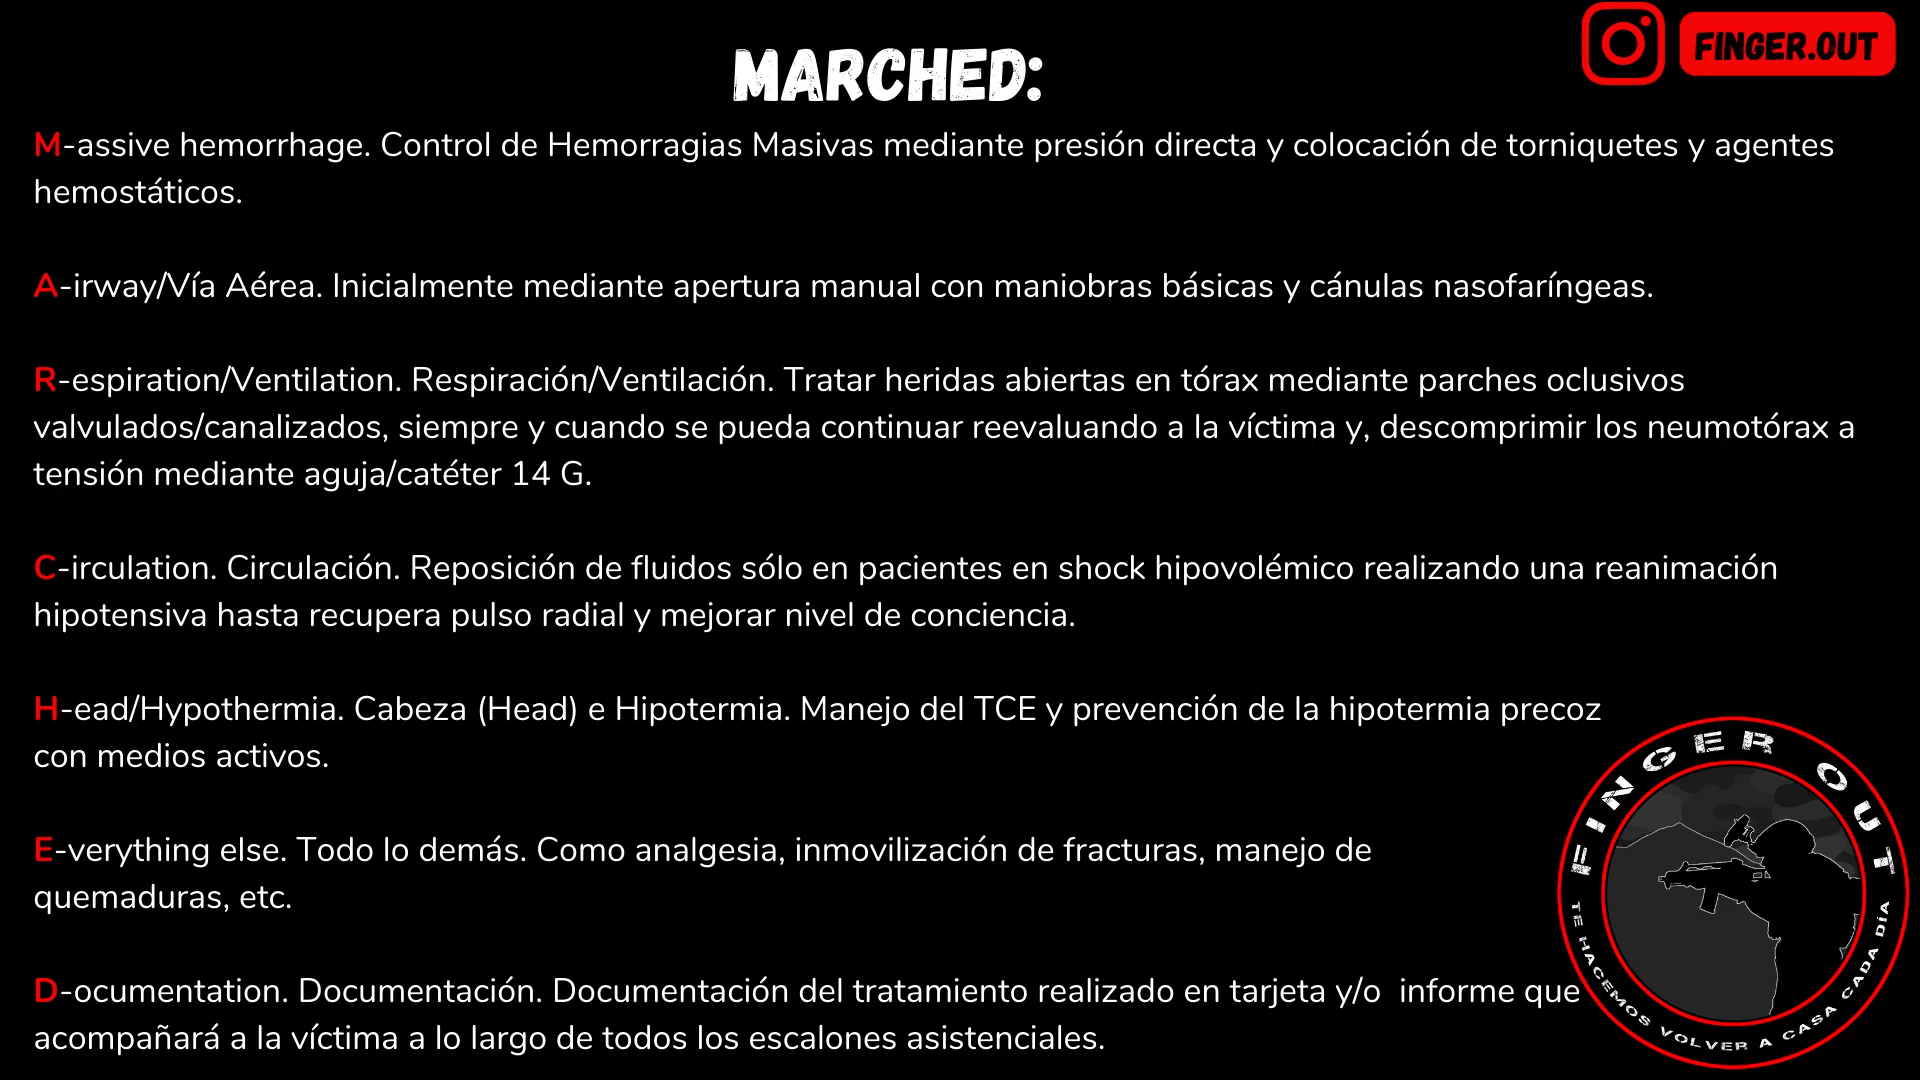 MARCHED:
FINGER.OUT
M-assive hemorrhage. Control de Hemorragias Masivas mediante presión directa y colocación de torniquetes y agentes
hemostáticos.
A-irway/Vía Aérea. Inicialmente mediante apertura manual con maniobras básicas y cánulas nasofaríngeas.
R-espiration/Ventilation. Respiración/Ventilación. Tratar heridas abiertas en tórax mediante parches oclusivos
valvulados/canalizados, siempre y cuando se pueda continuar reevaluando a la víctima y, descomprimir los neumotórax a
tensión mediante aguja/catéter 14 G.
C-irculation. Circulación. Reposición de fluidos sólo en pacientes en shock hipovolémico realizando una reanimación
hipotensiva hasta recupera pulso radial y mejorar nivel de conciencia.
H-ead/Hypothermia. Cabeza (Head) e Hipotermia. Manejo del TCE y prevención de la hipotermia precoz
con medios activos.
E-verything else. Todo lo demás. Como analgesia, inmovilización de fracturas, manejo de
quemaduras, etc.
D-ocumentation. Documentación. Documentación del tratamiento realizado en tarjeta y/o  informe que
acompañará a la víctima a lo largo de todos los escalones asistenciales.
FINGER OUT
TE HACEMOS VOLVER A CASA CADA DÍA